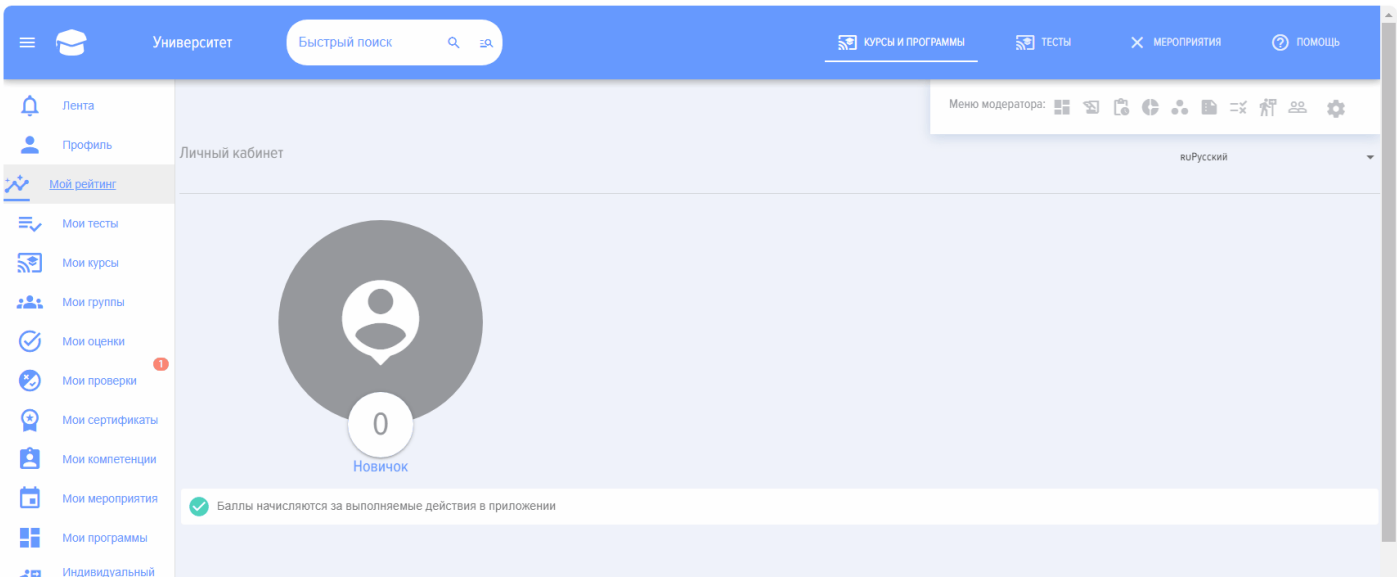 Университет
Быстрый поиск
КУРСЫ И ПРОГРАММЫ
ТЕСТЫ
МЕРОПРИЯТИЯ
ПОМОЩЬ
Меню модератора:
Лента
Профиль
Мой рейтинг
Мои тесты
Мои курсы
Мои группы
Мои оценки
1
Мои проверки
Мои сертификаты
Мои компетенции
Мои мероприятия
Мои программы
Индивидуальный
Личный кабинет
RUРусский
0
Новичок
Баллы начисляются за выполняемые действия в приложении